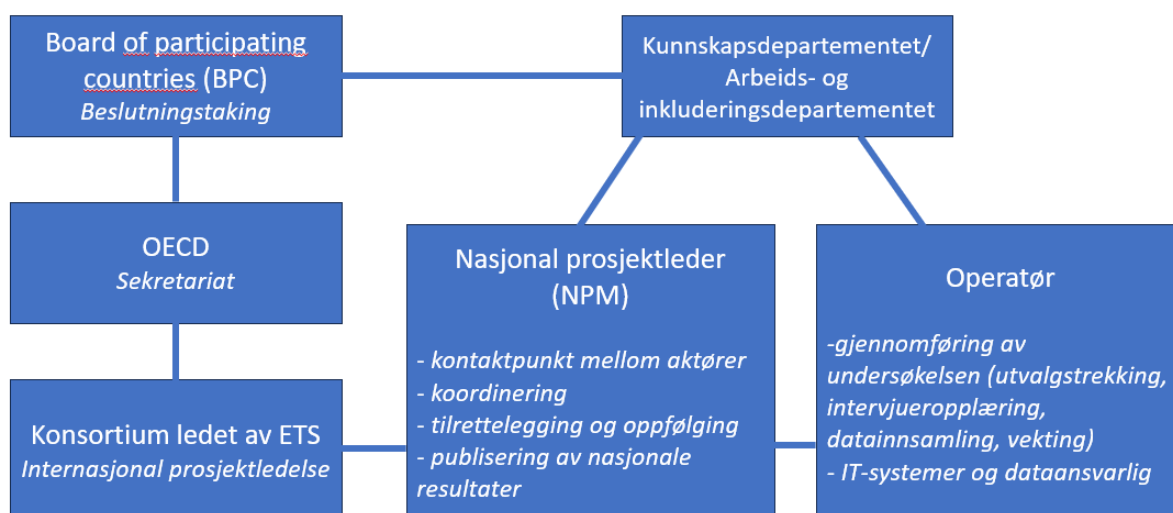 Board of participating
countries (BPC)
Beslutningstaking
Kunnskapsdepartementet/
Arbeids- og
inkluderingsdepartementet
OECD
Sekretariat
Nasjonal prosjektleder
(NPM)
- kontaktpunkt mellom aktører
- koordinering
- tilrettelegging og oppfølging
- publisering av nasjonale
resultater
Operatør
-gjennomføring av
undersøkelsen (utvalgstrekking,
intervjueropplæring,
datainnsamling, vekting)
- IT-systemer og dataansvarlig
Konsortium ledet av ETS
Internasjonal prosjektledelse